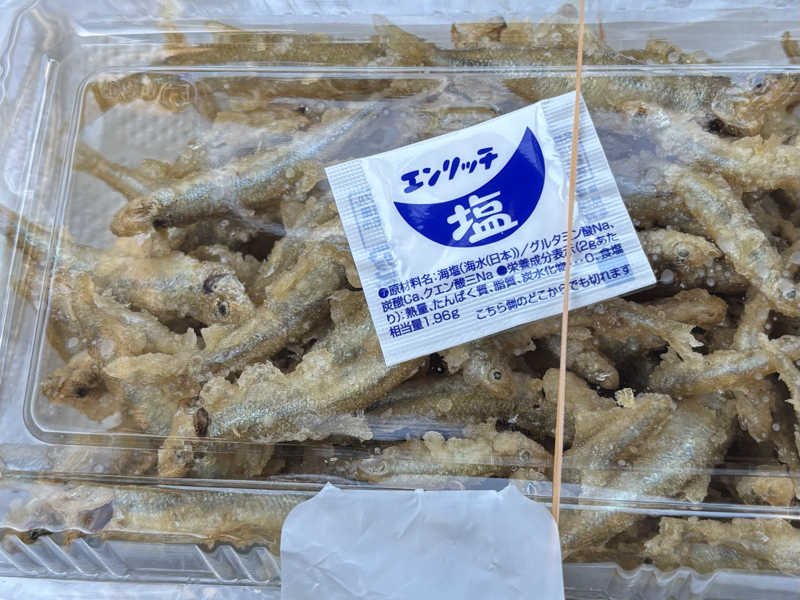 エンリッチ
塩
●原材料名:海塩(海水(日本))/グルタミン酸Na、
炭酸Ca、クエン酸三Na ●栄養成分表示(2gあた
り):熱量、たんぱく質、脂質、炭水化物…0、食塩
相当量1.96g こちら側のどこからでも切れます